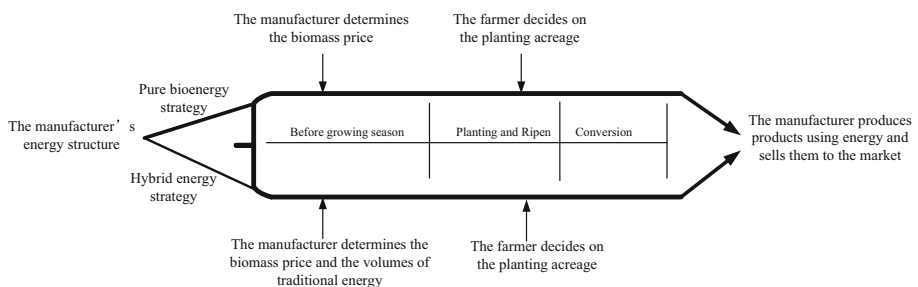 The manufacturer determines
the biomass price
The farmer decides on
the planting acreage
Pure bioenergy
strategy
The manufacturer’ s
energy structure
Before growing season
Planting and Ripen
Conversion
The manufacturer produces
products using energy and
sells them to the market
Hybrid energy
strategy
The manufacturer determines the
biomass price and the volumes of
traditional energy
The farmer decides on
the planting acreage